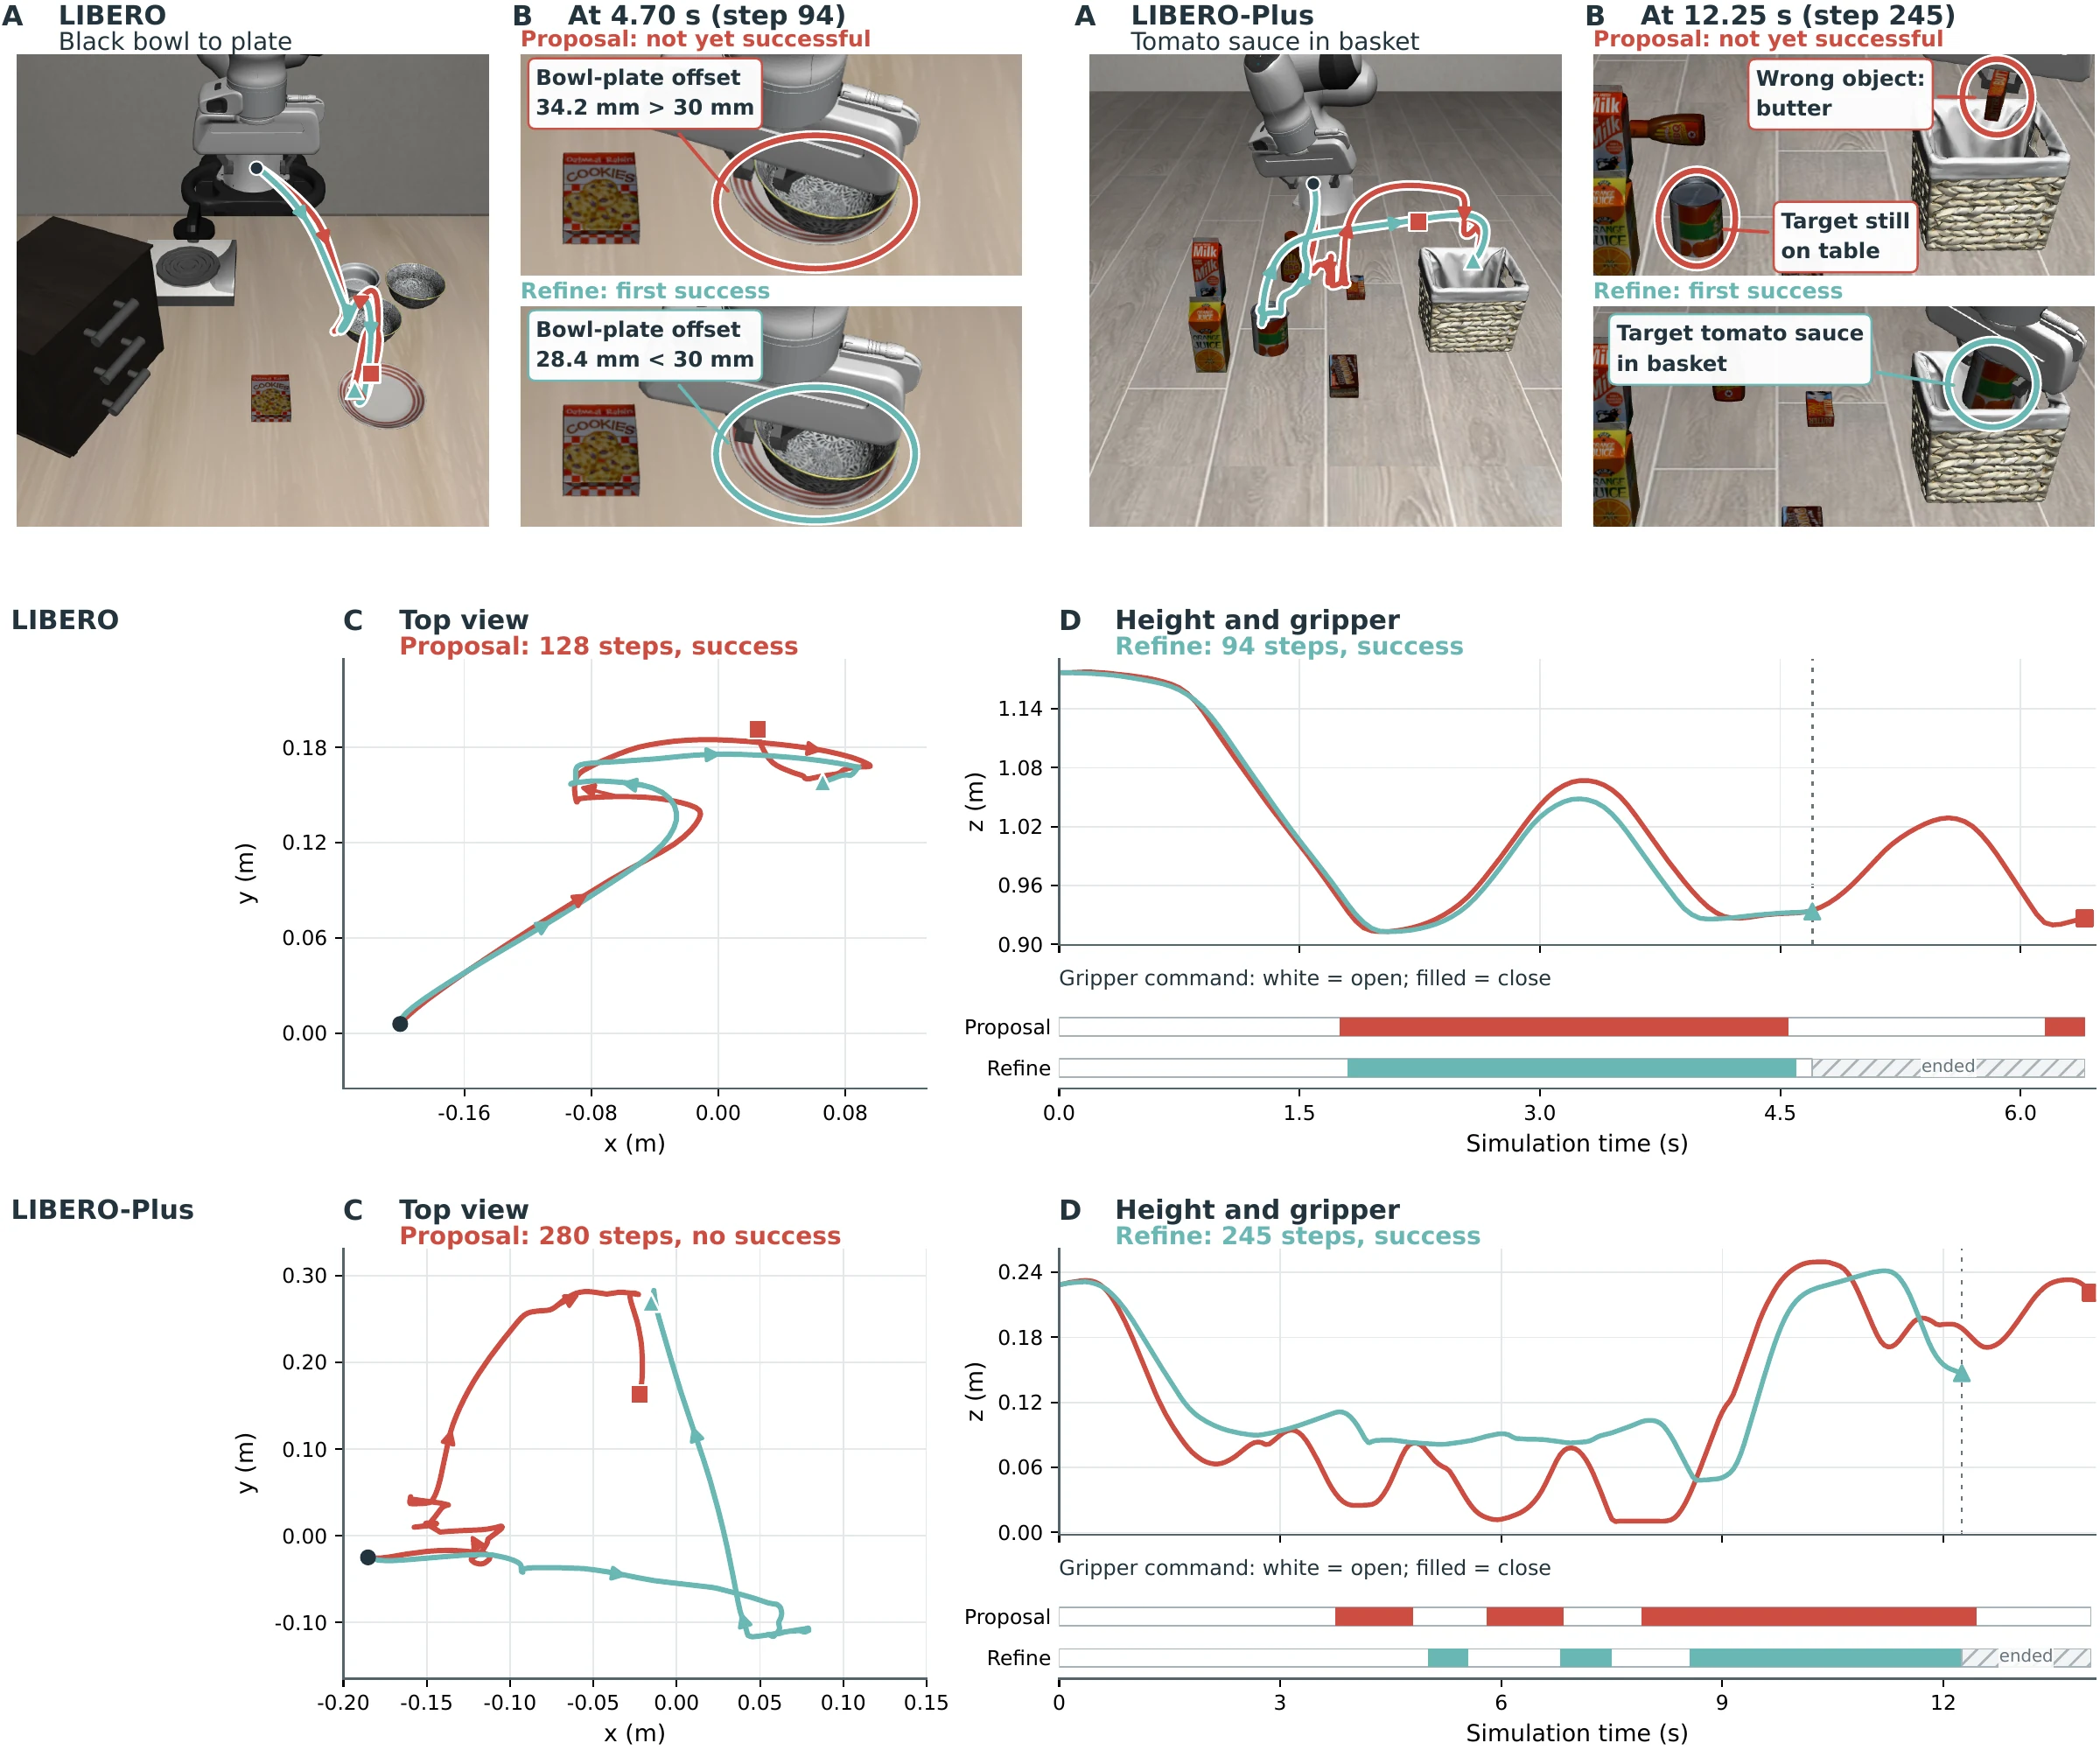 A LIBERO
Black bowl to plate
B At 4.70 s (step 94)
Proposal: not yet successful
Bowl-plate offset
34.2 mm > 30 mm
COOKIES
Refine: first success
Bowl-plate offset
28.4 mm < 30 mm
COOKIES
COOKIES
A LIBERO-Plus
Tomato sauce in basket
Milk
ORANGE
JUICE
B At 12.25 s (step 245)
Proposal: not yet successful
Wrong object:
butter
Milk
Target still
on table
Refine: first success
Target tomato sauce
in basket
LIBERO
C Top view
Proposal: 128 steps, success
0.18
0.12
0.06
0.00
y (m)
-0.16 -0.08 0.00 0.08
x (m)
D Height and gripper
Refine: 94 steps, success
1.14
1.08
1.02
0.96
0.90
z (m)
Gripper command: white = open; filled = close
Proposal
Refine
ended
0.0 1.5 3.0 4.5 6.0
Simulation time (s)
LIBERO-Plus
C Top view
Proposal: 280 steps, no success
0.30
0.20
0.10
0.00
-0.10
y (m)
-0.20 -0.15 -0.10 -0.05 0.00 0.05 0.10 0.15
x (m)
D Height and gripper
Refine: 245 steps, success
0.24
0.18
0.12
0.06
0.00
z (m)
Gripper command: white = open; filled = close
Proposal
Refine
ended
0 3 6 9 12
Simulation time (s)